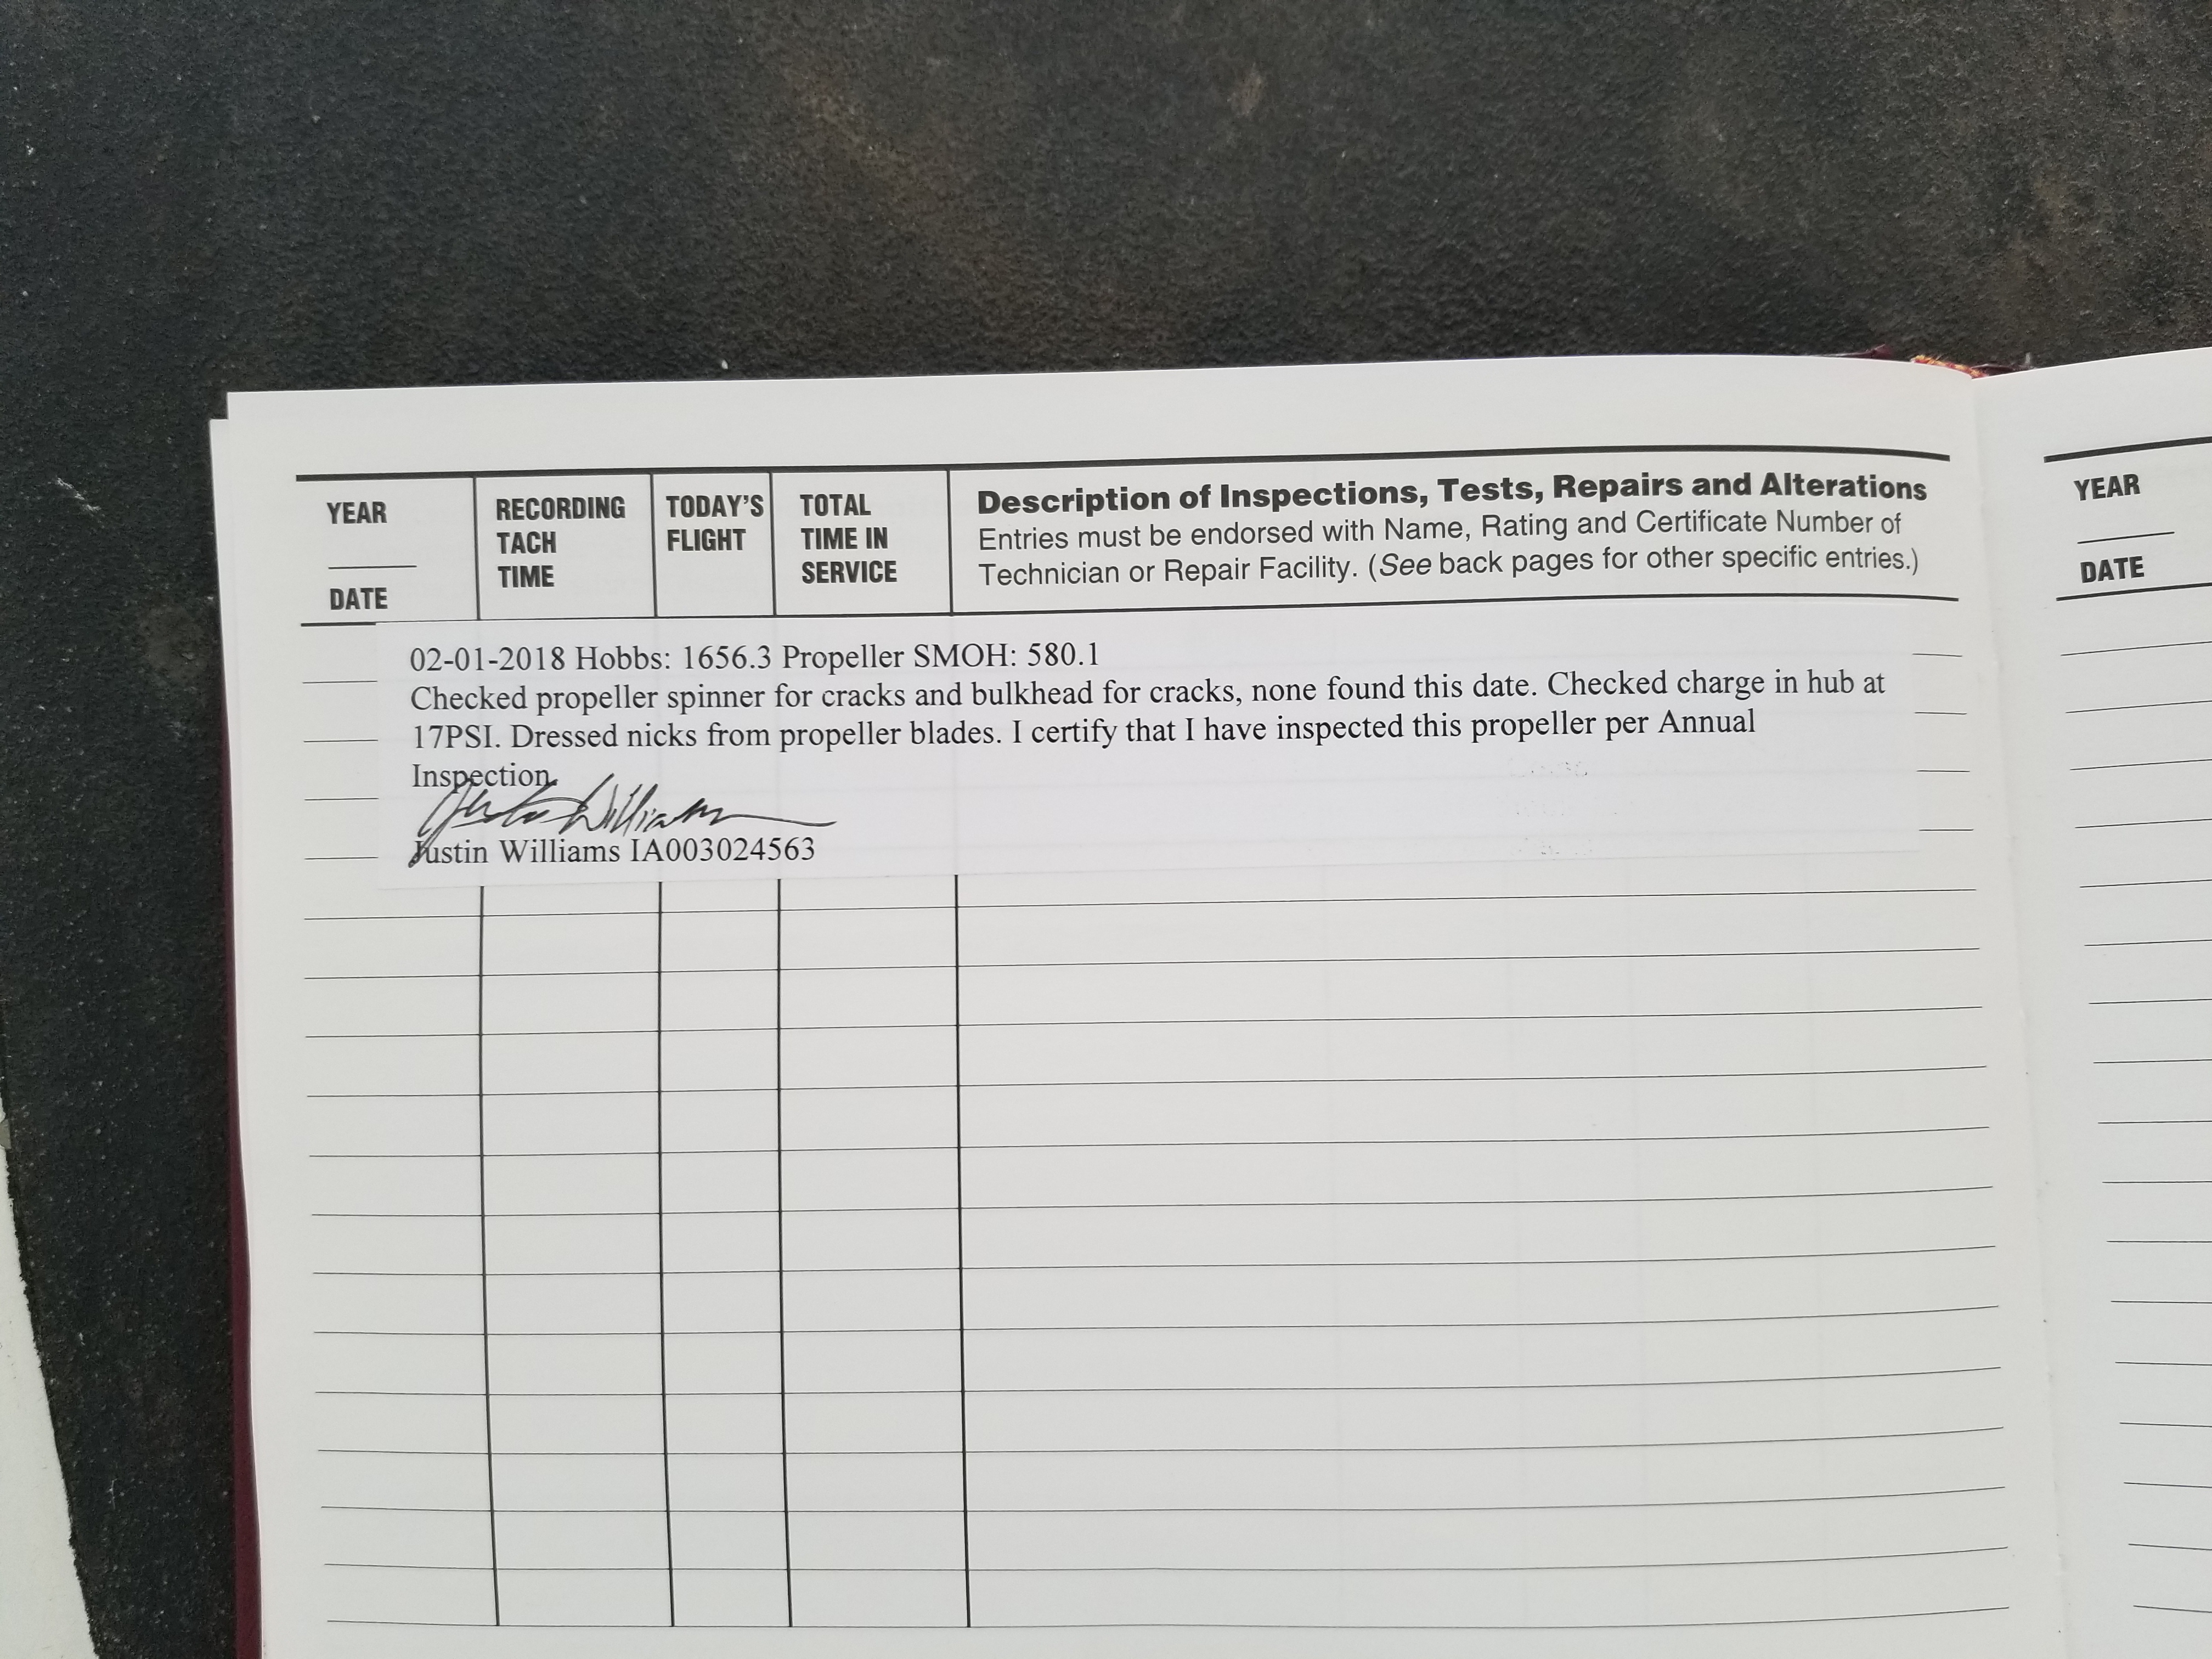 YEAR
DATE
RECORDING
TACH
TIME
TODAY'S
FLIGHT
TOTAL
TIME IN
SERVICE
Description of Inspections, Tests, Repairs and Alterations
Entries must be endorsed with Name, Rating and Certificate Number of
Technician or Repair Facility. (See back pages for other specific entries.)
02-01-2018 Hobbs: 1656.3 Propeller SMOH: 580.1
Checked propeller spinner for cracks and bulkhead for cracks, none found this date. Checked charge in hub at
17PSI. Dressed nicks from propeller blades. I certify that I have inspected this propeller per Annual
Inspection.
Justin Williams
Justin Williams IA003024563
YEAR
DATE